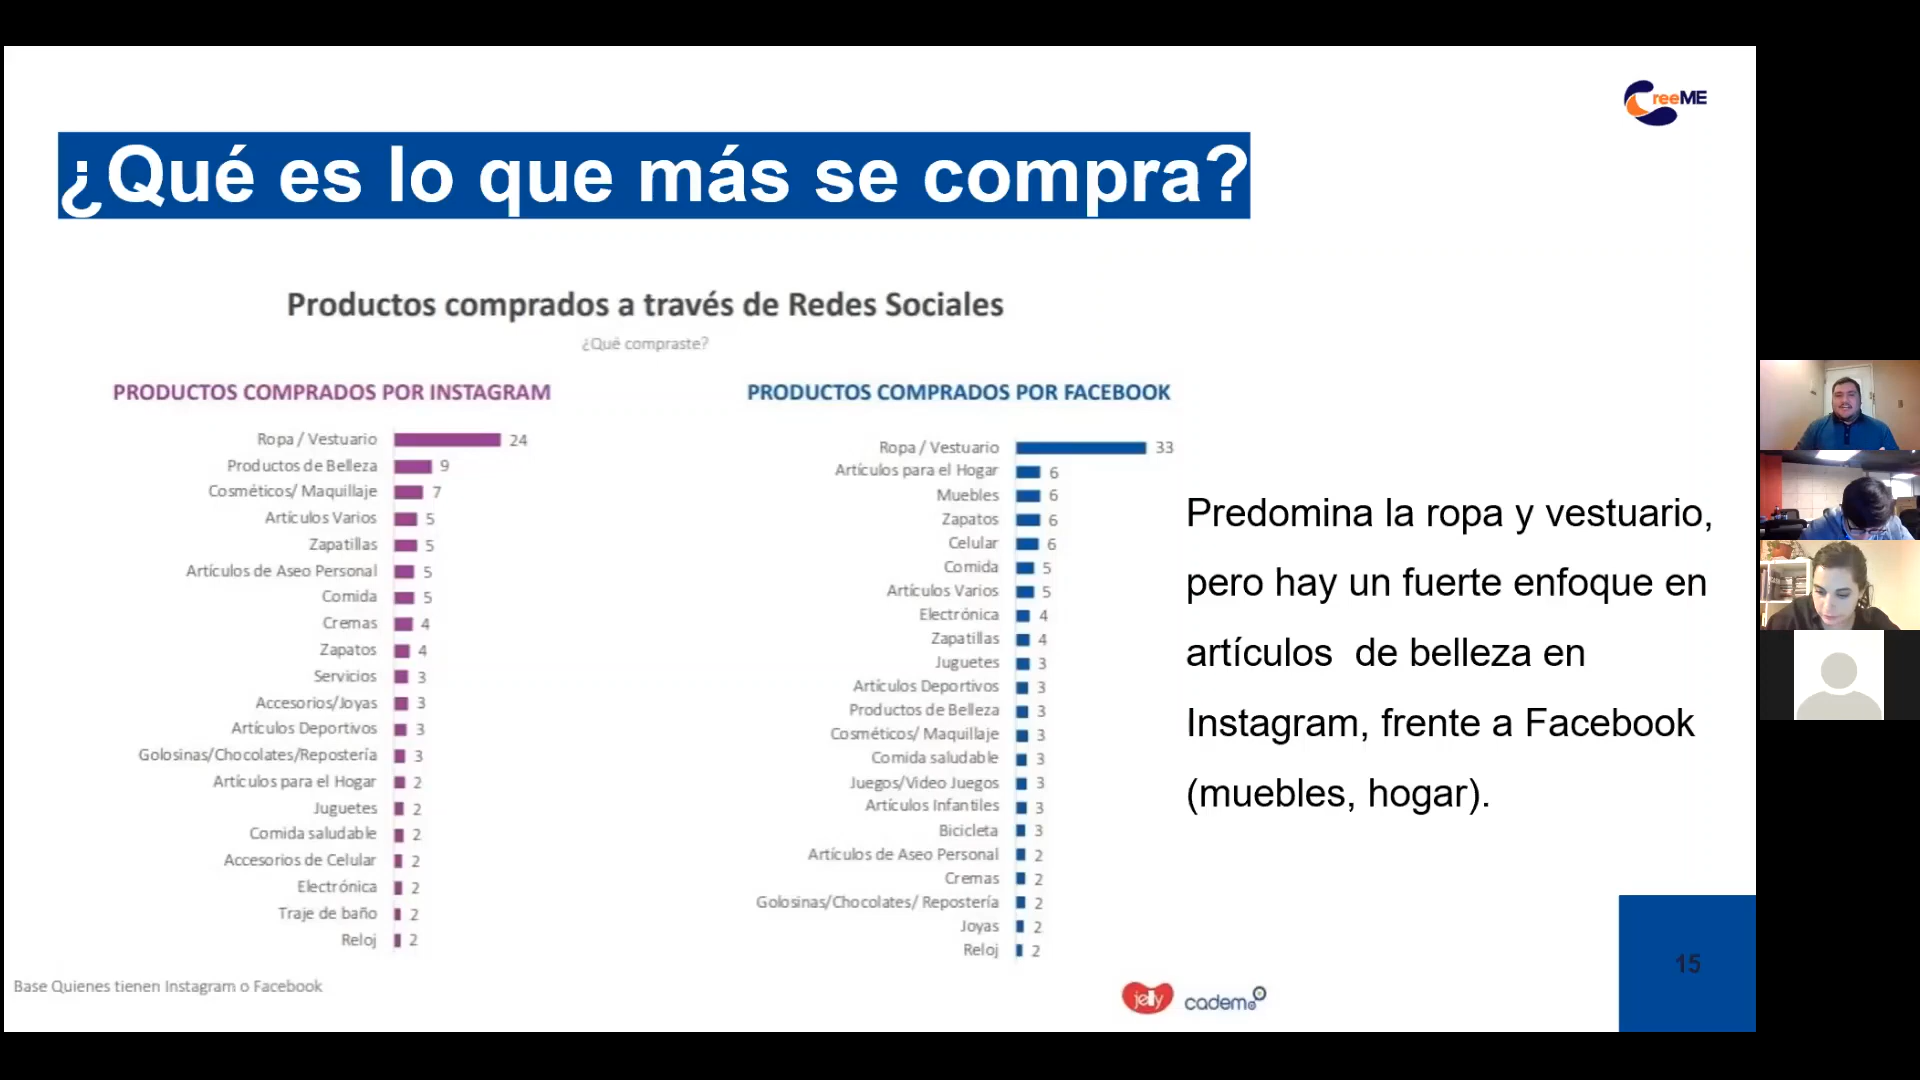 reeME
¿Qué es lo que más se compra?
Productos comprados a través de Redes Sociales
¿Qué compraste?
PRODUCTOS COMPRADOS POR INSTAGRAM
Ropa / Vestuario 24
Productos de Belleza 9
Cosméticos/ Maquillaje 7
Artículos Varios 5
Zapatillas 5
Artículos de Aseo Personal 5
Comida 5
Cremas 4
Zapatos 4
Servicios 3
Accesorios/Joyas 3
Artículos Deportivos 3
Golosinas/Chocolates/Repostería 3
Artículos para el Hogar 2
Juguetes 2
Comida saludable 2
Accesorios de Celular 2
Electrónica 2
Traje de baño 2
Reloj 2
PRODUCTOS COMPRADOS POR FACEBOOK
Ropa / Vestuario 33
Artículos para el Hogar 6
Muebles 6
Zapatos 6
Celular 6
Comida 5
Artículos Varios 5
Electrónica 4
Zapatillas 4
Juguetes 3
Artículos Deportivos 3
Productos de Belleza 3
Cosméticos/ Maquillaje 3
Comida saludable 3
Juegos/Video Juegos 3
Artículos Infantiles 3
Bicicleta 3
Artículos de Aseo Personal 2
Cremas 2
Golosinas/Chocolates/ Repostería 2
Joyas 2
Reloj 2
Predomina la ropa y vestuario,
pero hay un fuerte enfoque en
artículos de belleza en
Instagram, frente a Facebook
(muebles, hogar).
Base Quienes tienen Instagram o Facebook
jelly
cadem
15